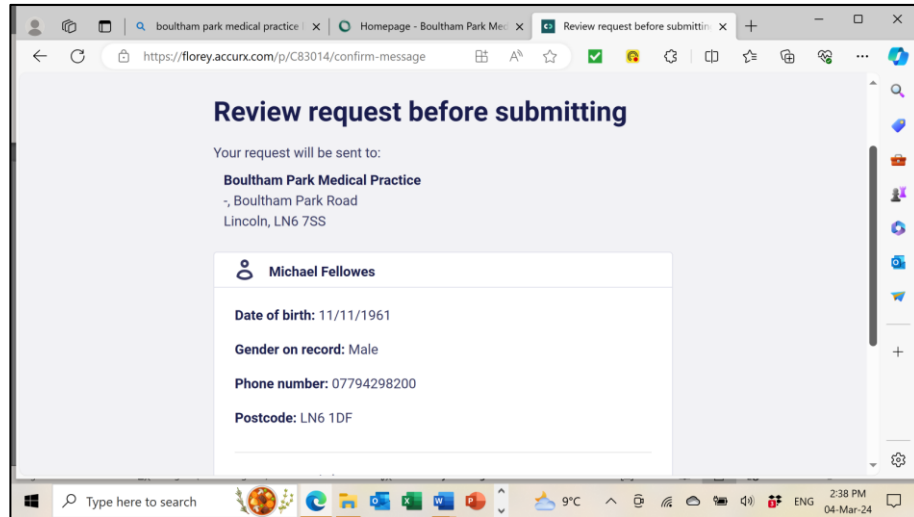 boultham park medical practice
Homepage - Boultham Park Med
Review request before submittin
https://florey.accurx.com/p/C83014/confirm-message
Review request before submitting
Your request will be sent to:
Boultham Park Medical Practice
-, Boultham Park Road
Lincoln, LN6 7SS
Michael Fellowes
Date of birth: 11/11/1961
Gender on record: Male
Phone number: 07794298200
Postcode: LN6 1DF
Type here to search
9°C
ENG
2:38 PM
04-Mar-24